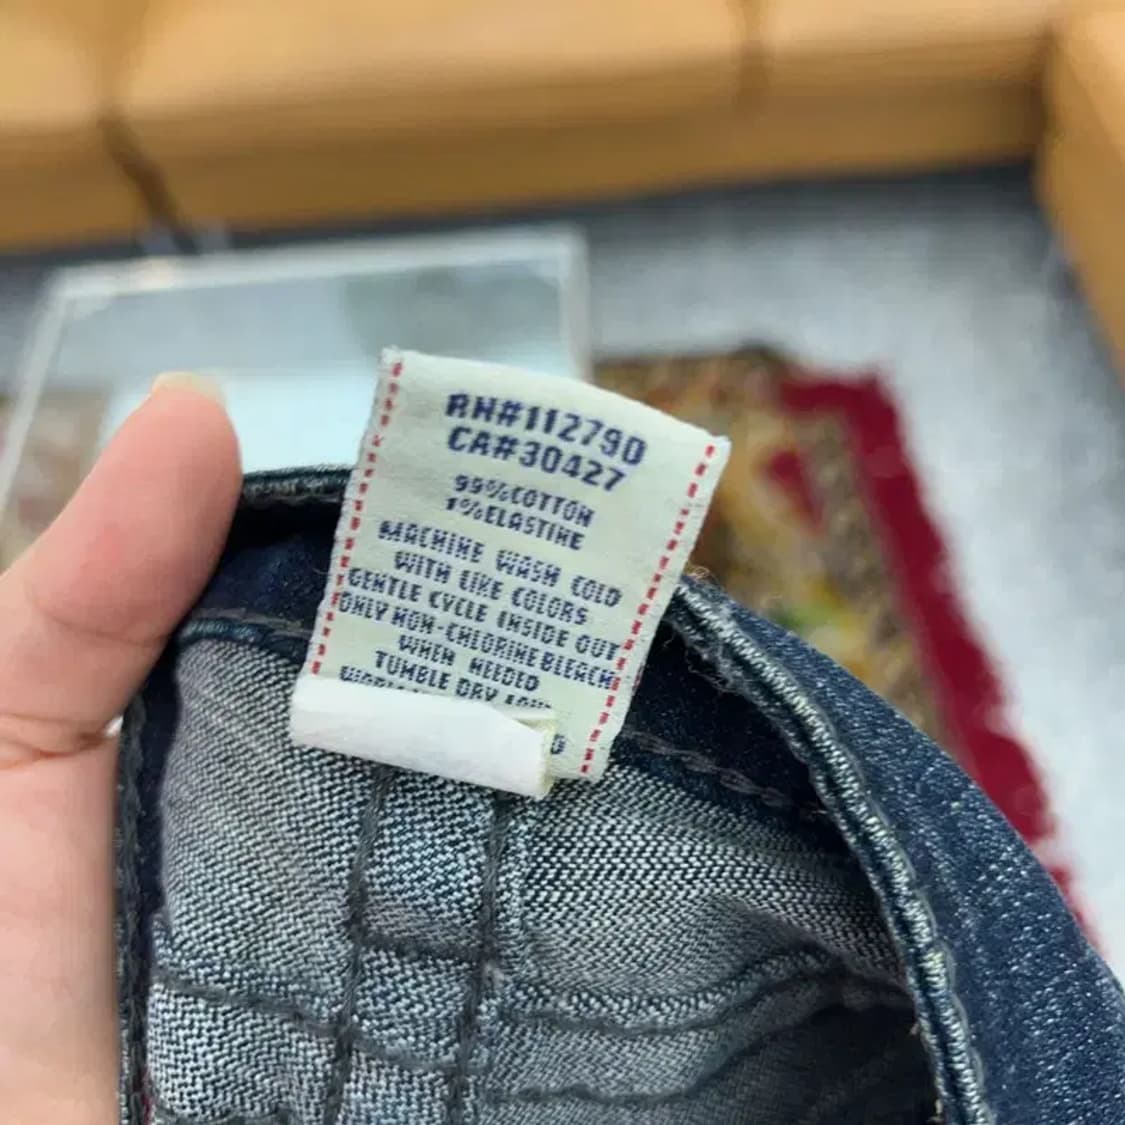 RN#112790
CA#30427
99%COTTON
1%ELASTINE
MACHINE WASH COLD
WITH LIKE COLORS
GENTLE CYCLE INSIDE OUT
ONLY NON-CHLORINE BLEACH
WHEN NEEDED
TUMBLE DRY LOW